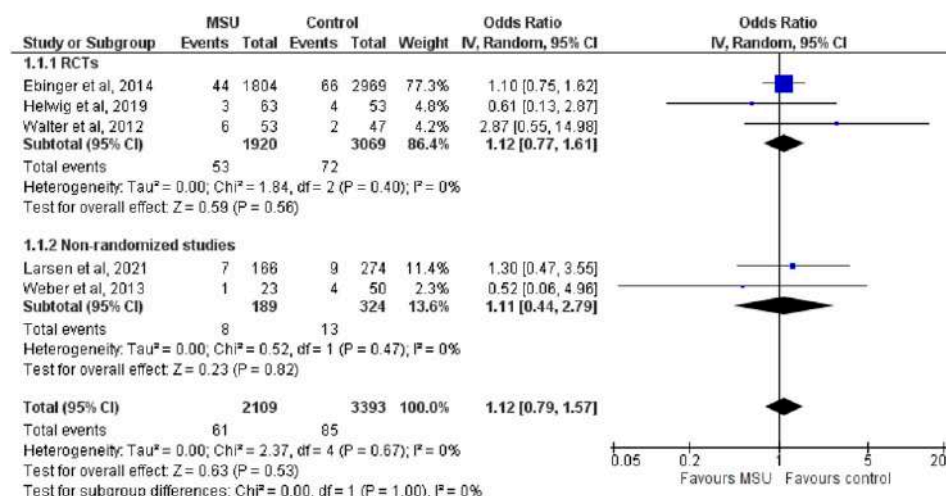 MSU Control Odds Ratio Odds Ratio
Study or Subgroup Events Total Events Total Weight IV, Random, 95% CI IV, Random, 95% CI
1.1.1 RCTs
Ebinger et al, 2014 44 1804 66 2969 77.3% 1.10 [0.75, 1.62]
Helwig et al, 2019 3 63 4 53 4.8% 0.61 [0.13, 2.87]
Walter et al, 2012 6 53 2 47 4.2% 2.87 [0.55, 14.98]
Subtotal (95% CI) 1920 3069 86.4% 1.12 [0.77, 1.61]
Total events 53 72
Heterogeneity: Tau² = 0.00; Chi² = 1.84, df = 2 (P = 0.40); I² = 0%
Test for overall effect: Z = 0.59 (P = 0.56)
1.1.2 Non-randomized studies
Larsen et al, 2021 7 166 9 274 11.4% 1.30 [0.47, 3.55]
Weber et al, 2013 1 23 4 50 2.3% 0.52 [0.06, 4.96]
Subtotal (95% CI) 189 324 13.6% 1.11 [0.44, 2.79]
Total events 8 13
Heterogeneity: Tau² = 0.00; Chi² = 0.52, df = 1 (P = 0.47); I² = 0%
Test for overall effect: Z = 0.23 (P = 0.82)
Total (95% CI) 2109 3393 100.0% 1.12 [0.79, 1.57]
Total events 61 85
Heterogeneity: Tau² = 0.00; Chi² = 2.37, df = 4 (P = 0.67); I² = 0%
Test for overall effect: Z = 0.63 (P = 0.53)
Test for subgroup differences: Chi² = 0.00, df = 1 (P = 1.00), I² = 0%
0.05 0.2 1 5 20
Favours MSU Favours control